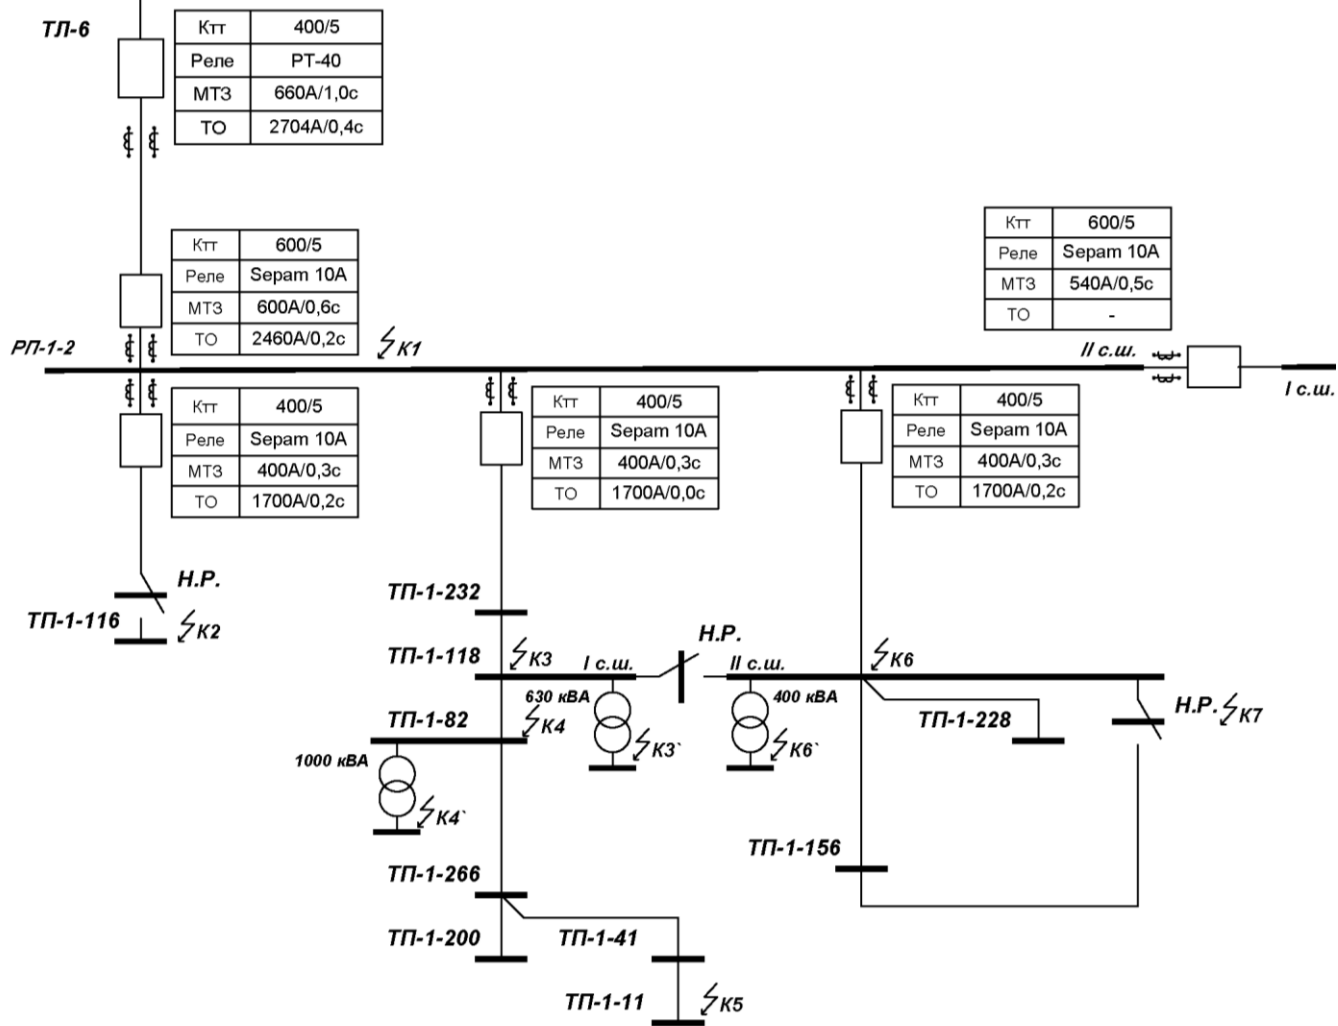 ТЛ-6
Ктт 400/5
Реле РТ-40
МТЗ 660А/1,0с
ТО 2704А/0,4с
Ктт 600/5
Реле Sepam 10A
МТЗ 600А/0,6с
ТО 2460А/0,2с
Ктт 600/5
Реле Sepam 10A
МТЗ 540А/0,5с
ТО -
РП-1-2
К1
II с.ш.
I с.ш.
Ктт 400/5
Реле Sepam 10A
МТЗ 400А/0,3с
ТО 1700А/0,2с
Ктт 400/5
Реле Sepam 10A
МТЗ 400А/0,3с
ТО 1700А/0,0с
Ктт 400/5
Реле Sepam 10A
МТЗ 400А/0,3с
ТО 1700А/0,2с
Н.Р.
ТП-1-116
К2
ТП-1-232
ТП-1-118
К3
I с.ш.
Н.Р.
II с.ш.
К6
630 кВА
400 кВА
ТП-1-82
К4
К3`
К6`
ТП-1-228
Н.Р.
К7
1000 кВА
К4`
ТП-1-156
ТП-1-266
ТП-1-200
ТП-1-41
ТП-1-11
К5